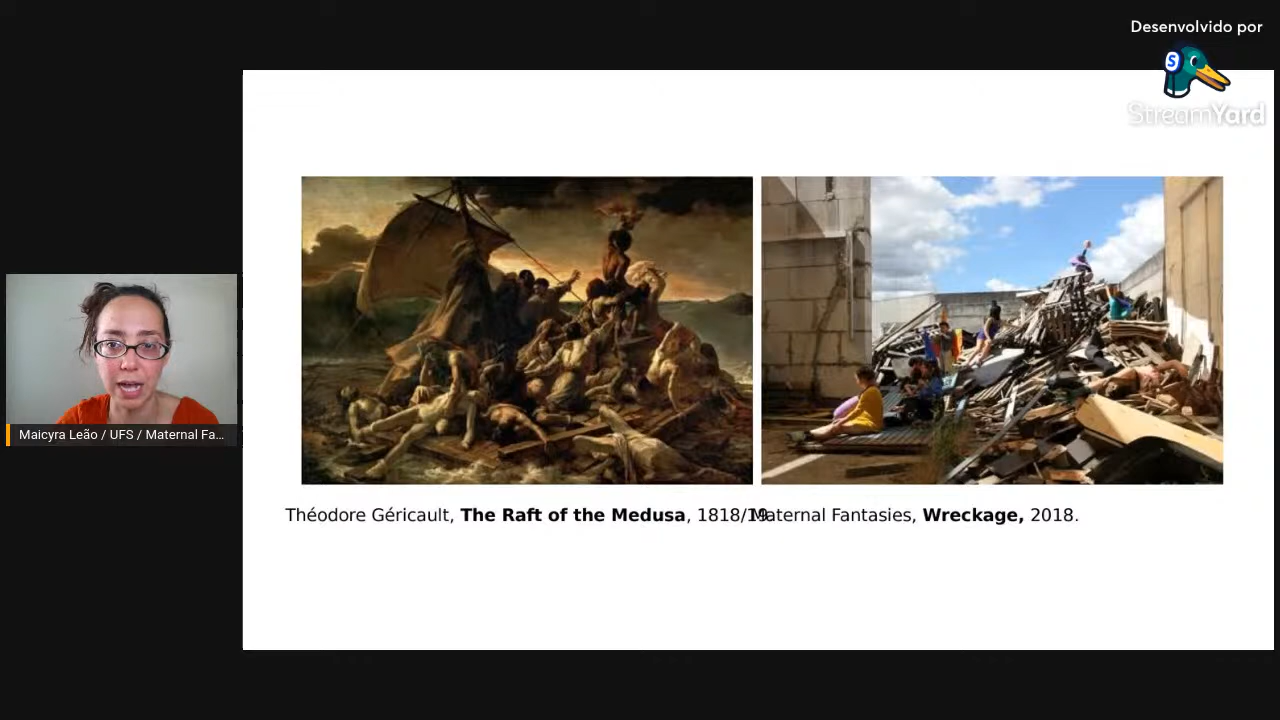 Desenvolvido por
S
StreamYard
Maicyra Leão / UFS / Maternal Fa...
Théodore Géricault, The Raft of the Medusa, 1818/19.
Maternal Fantasies, Wreckage, 2018.